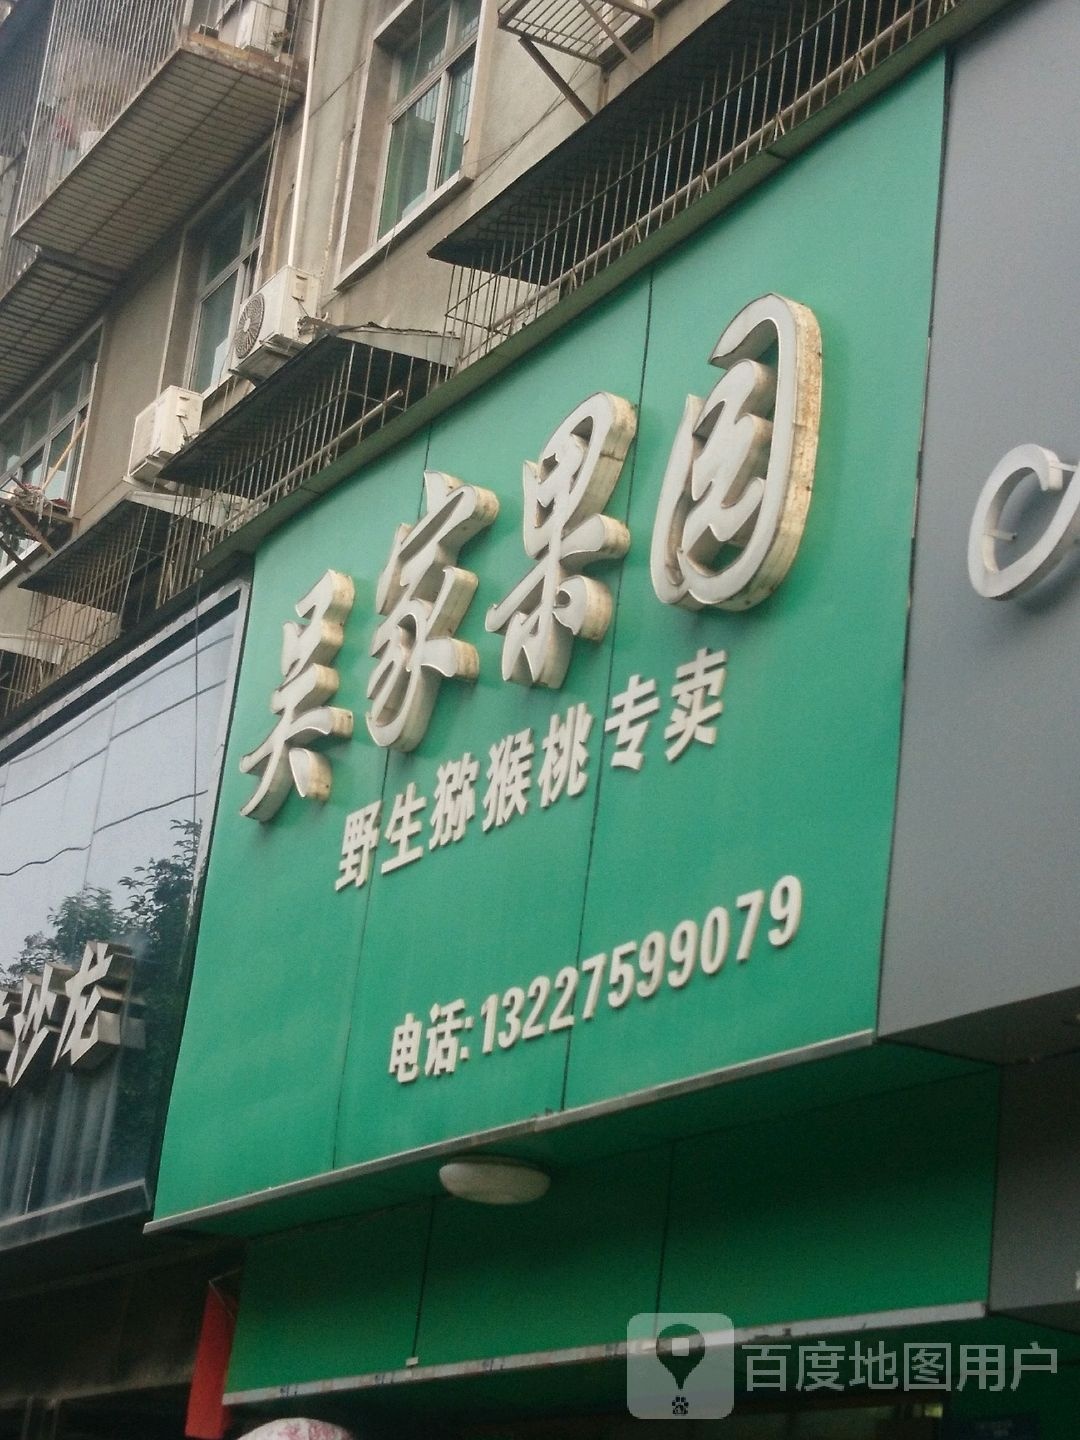 吴家果园
野生猕猴桃专卖
电话:13227599079
沙龙
百度地图用户